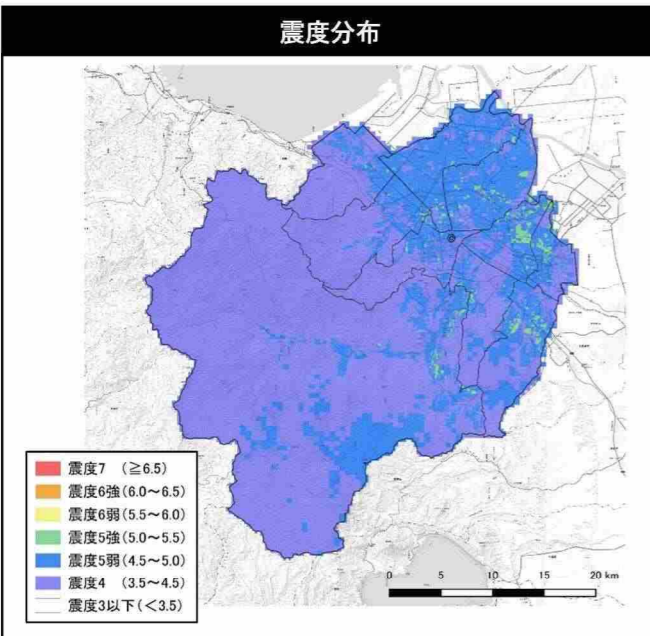 震度分布
震度7 (≧6.5)
震度6強(6.0～6.5)
震度6弱(5.5～6.0)
震度5強(5.0～5.5)
震度5弱(4.5～5.0)
震度4 (3.5～4.5)
震度3以下(<3.5)
0 5 10 15 20 km